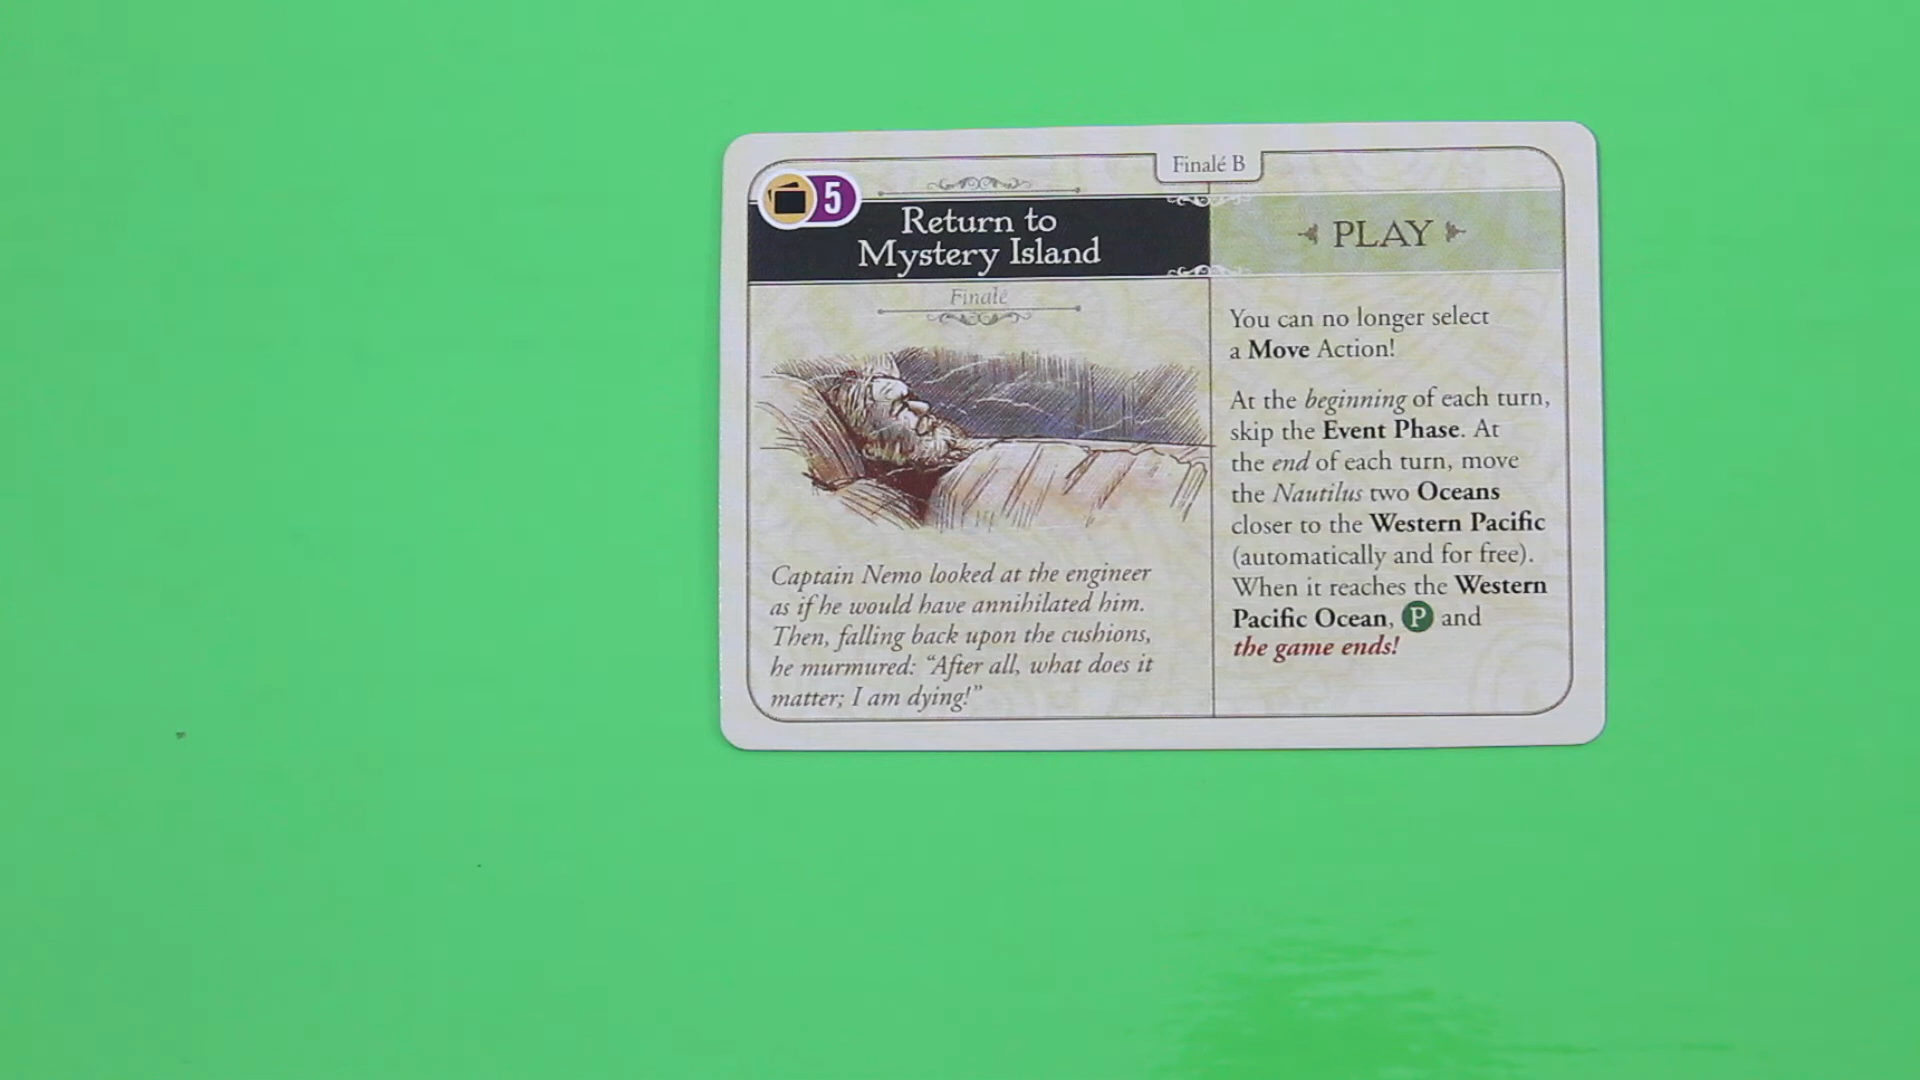 Finalé B
5
Return to
Mystery Island
Finalé
Captain Nemo looked at the engineer
as if he would have annihilated him.
Then, falling back upon the cushions,
he murmured: “After all, what does it
matter; I am dying!”
PLAY
You can no longer select
a Move Action!
At the beginning of each turn,
skip the Event Phase. At
the end of each turn, move
the Nautilus two Oceans
closer to the Western Pacific
(automatically and for free).
When it reaches the Western
Pacific Ocean, P and
the game ends!